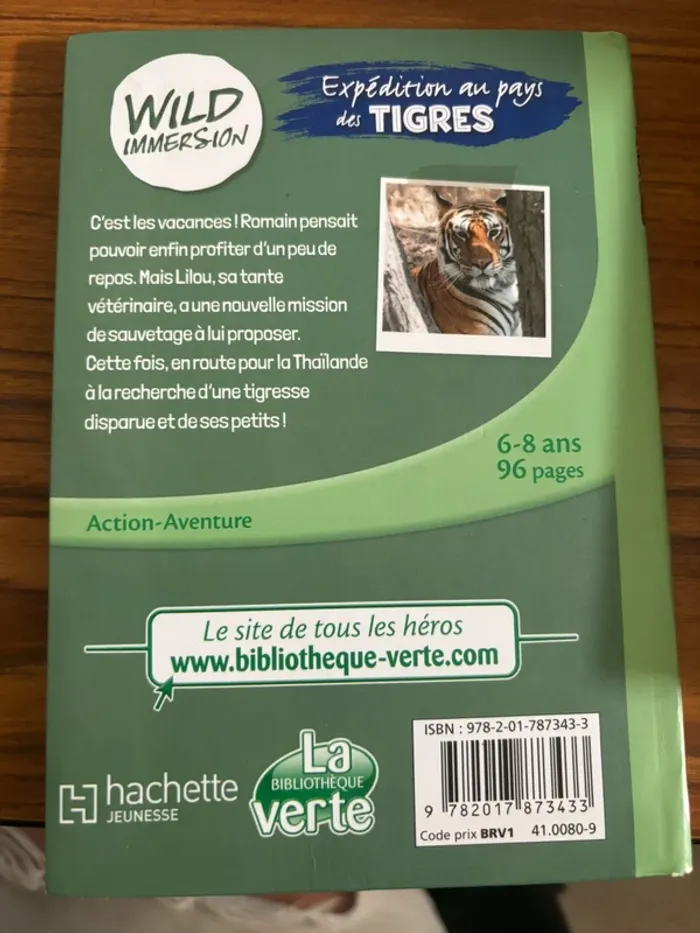 WILD
IMMERSION
Expédition au pays
des TIGRES
C'est les vacances ! Romain pensait
pouvoir enfin profiter d'un peu de
repos. Mais Lilou, sa tante
vétérinaire, a une nouvelle mission
de sauvetage à lui proposer.
Cette fois, en route pour la Thaïlande
à la recherche d'une tigresse
disparue et de ses petits !
6-8 ans
96 pages
Action-Aventure
Le site de tous les héros
www.bibliotheque-verte.com
hachette
JEUNESSE
La
BIBLIOTHÈQUE
verte
ISBN : 978-2-01-787343-3
9 782017 873433
Code prix BRV1 41.0080-9